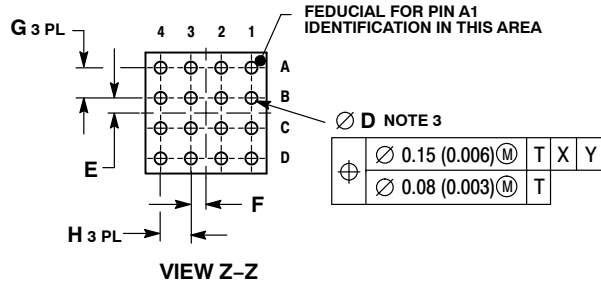 FEDUCIAL FOR PIN A1
IDENTIFICATION IN THIS AREA
G 3 PL
4 3 2 1
A
B
C
D
E
F
H 3 PL
∅ D NOTE 3
⌖ ∅ 0.15 (0.006) Ⓜ T X Y
∅ 0.08 (0.003) Ⓜ T
VIEW Z–Z